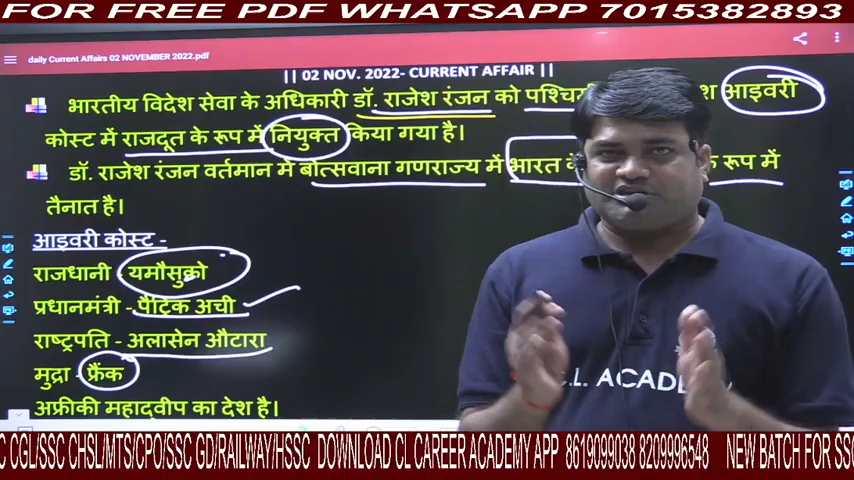 FOR FREE PDF WHATSAPP 7015382893
daily Current Affairs 02 NOVEMBER 2022.pdf
|| 02 NOV. 2022- CURRENT AFFAIR ||
भारतीय विदेश सेवा के अधिकारी डॉ. राजेश रंजन को आइवरी
कोस्ट में राजदूत के रूप में नियुक्त किया गया है।
डॉ. राजेश रंजन वर्तमान में बोत्सवाना गणराज्य में भारत के रूप में
तैनात है।
आइवरी कोस्ट -
राजधानी - यमौसुक्रो
प्रधानमंत्री - पैट्रिक अची
राष्ट्रपति - अलासेन औटारा
मुद्रा - फ्रैंक
अफ्रीकी महाद्वीप का देश है।
C.L. ACADE
C CGL/SSC CHSL/MTS/CPO/SSC GD/RAILWAY/HSSC DOWNLOAD CL CAREER ACADEMY APP 8619099038 8209996548 NEW BATCH FOR SSC